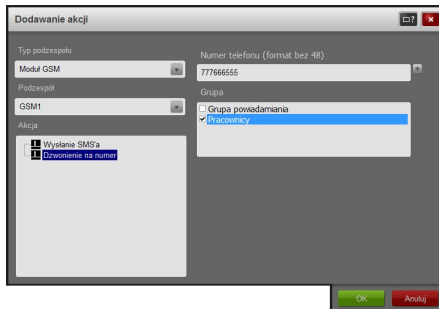 Dodawanie akcji
?
Typ podzespołu
Moduł GSM
Podzespół
GSM1
Akcja
Wysłanie SMS'a
Dzwonienie na numer
Numer telefonu (format bez 48)
777666555
+
Grupa
Grupa powiadamiania
Pracownicy
OK
Anuluj